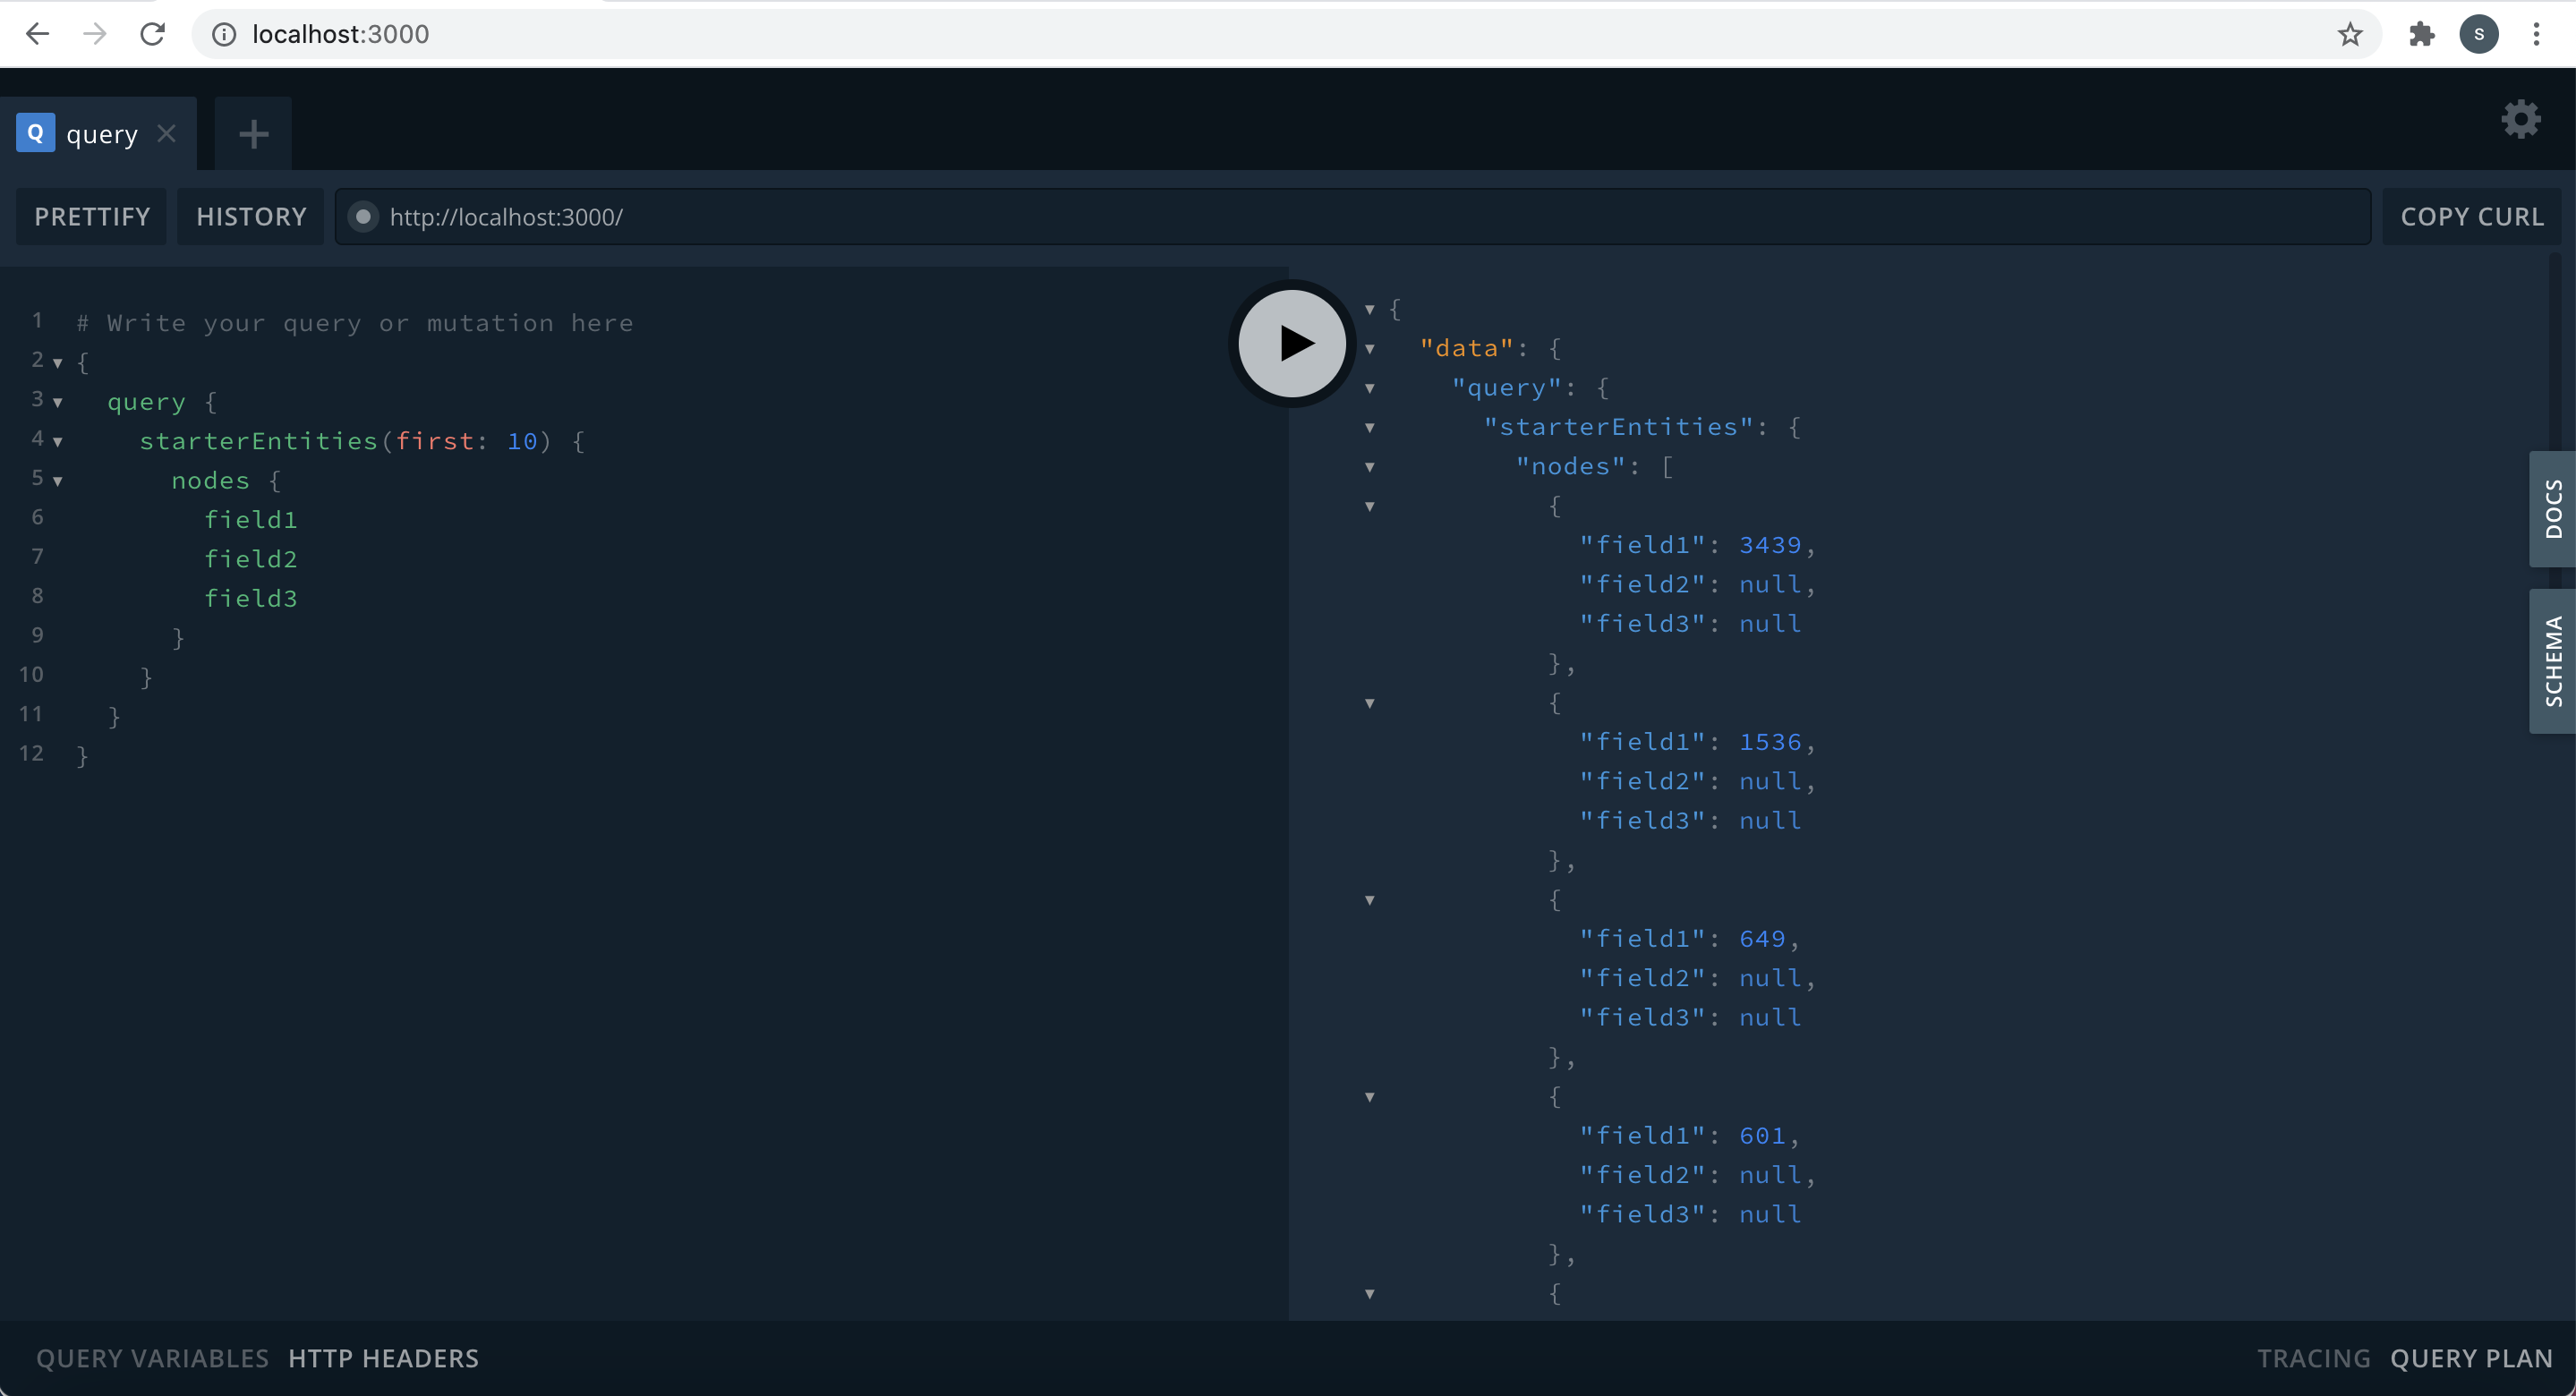 localhost:3000
S
Q query
PRETTIFY HISTORY http://localhost:3000/ COPY CURL
1 # Write your query or mutation here
2 {
3 query {
4 starterEntities(first: 10) {
5 nodes {
6 field1
7 field2
8 field3
9 }
10 }
11 }
12 }
{
"data": {
"query": {
"starterEntities": {
"nodes": [
{
"field1": 3439,
"field2": null,
"field3": null
},
{
"field1": 1536,
"field2": null,
"field3": null
},
{
"field1": 649,
"field2": null,
"field3": null
},
{
"field1": 601,
"field2": null,
"field3": null
},
{
DOCS
SCHEMA
QUERY VARIABLES HTTP HEADERS
TRACING QUERY PLAN